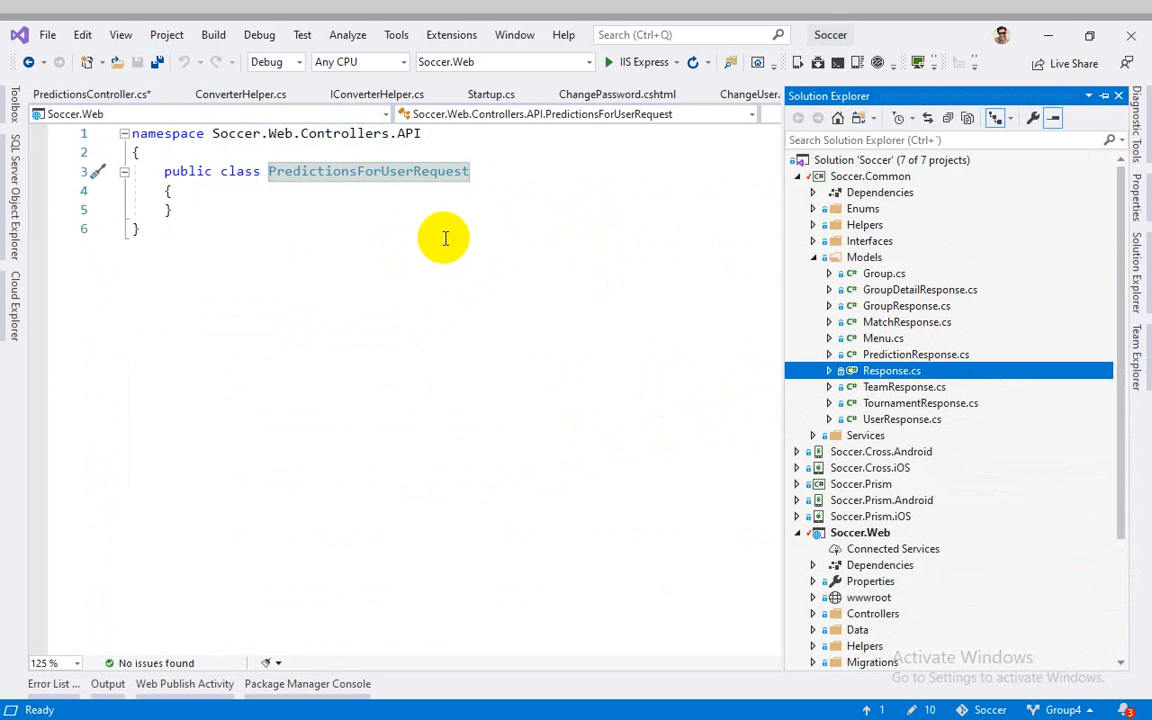 File Edit View Project Build Debug Test Analyze Tools Extensions Window Help Search (Ctrl+Q) Soccer
Debug Any CPU Soccer.Web IIS Express Live Share
PredictionsController.cs* ConverterHelper.cs IConverterHelper.cs Startup.cs ChangePassword.cshtml ChangeUser.
Soccer.Web Soccer.Web.Controllers.API.PredictionsForUserRequest
Toolbox
SQL Server Object Explorer
Cloud Explorer
1 namespace Soccer.Web.Controllers.API
2 {
3 public class PredictionsForUserRequest
4 {
5 }
6 }
125 % No issues found
Solution Explorer
Search Solution Explorer (Ctrl+¨)
Solution 'Soccer' (7 of 7 projects)
Soccer.Common
Dependencies
Enums
Helpers
Interfaces
Models
Group.cs
GroupDetailResponse.cs
GroupResponse.cs
MatchResponse.cs
Menu.cs
PredictionResponse.cs
Response.cs
TeamResponse.cs
TournamentResponse.cs
UserResponse.cs
Services
Soccer.Cross.Android
Soccer.Cross.iOS
Soccer.Prism
Soccer.Prism.Android
Soccer.Prism.iOS
Soccer.Web
Connected Services
Dependencies
Properties
wwwroot
Controllers
Data
Helpers
Migrations
Diagnostic Tools
Properties
Solution Explorer
Team Explorer
Activate Windows
Go to Settings to activate Windows.
Error List ... Output Web Publish Activity Package Manager Console
Ready 1 10 Soccer Group4 3